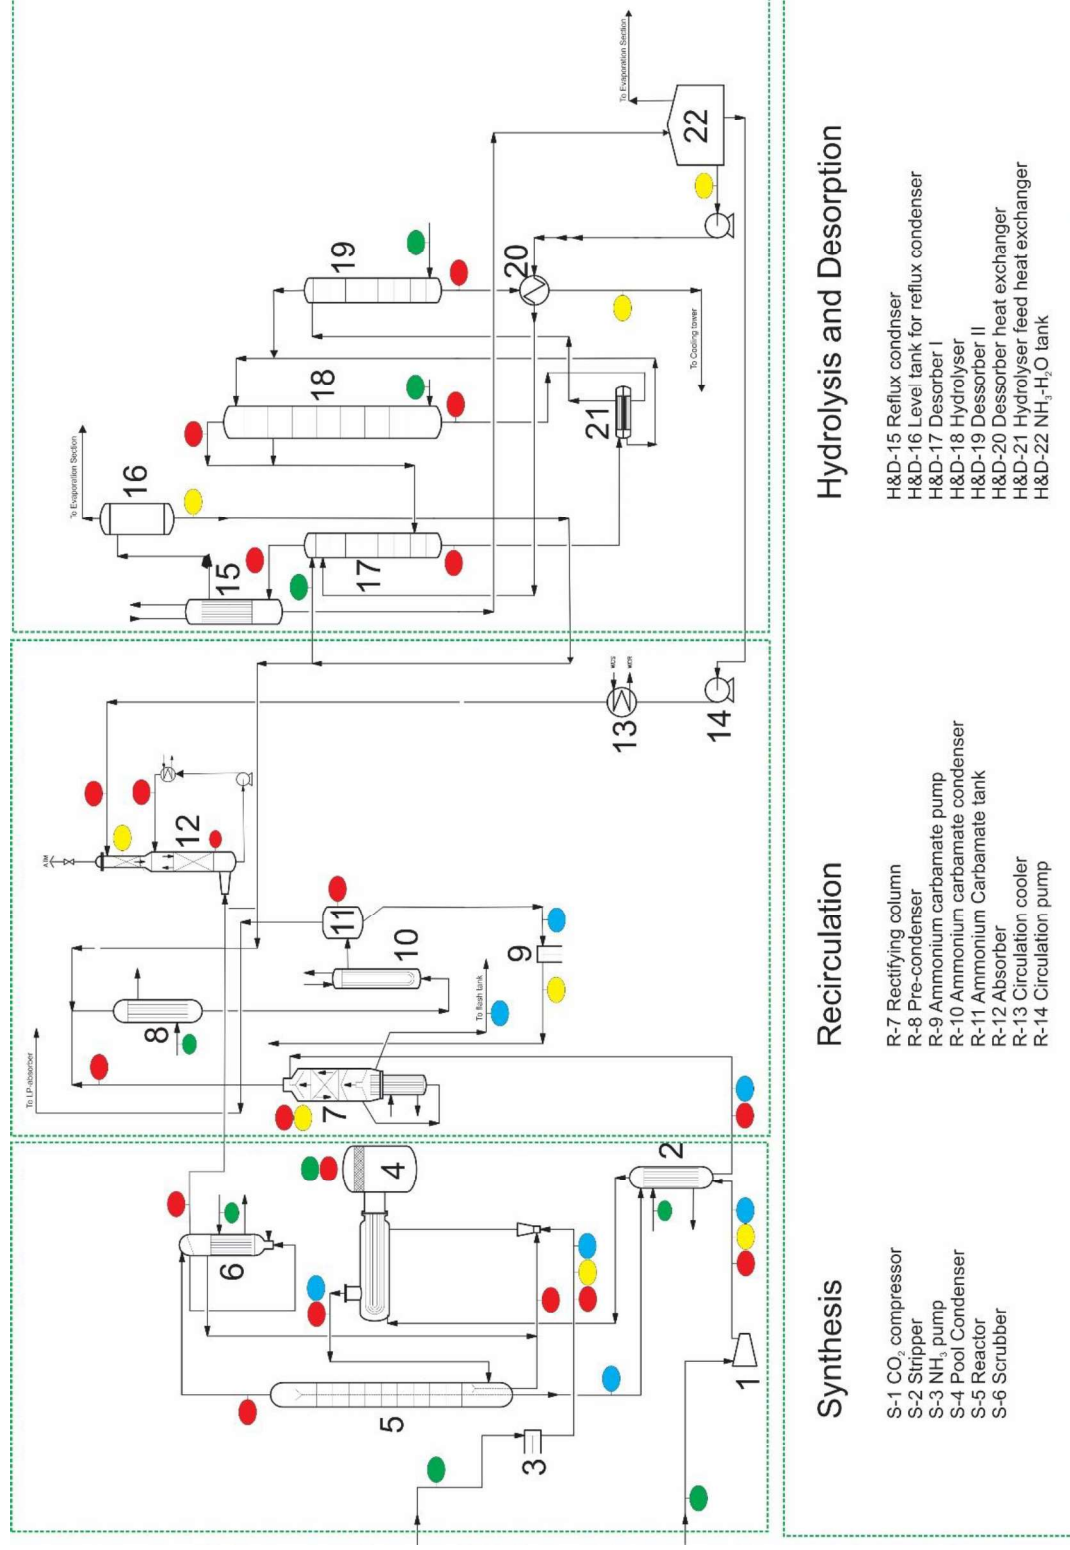 To Evaporation Section
To Evaporation Section
16
15
17
18
19
20
21
22
To Cooling tower
13
WCS
WCR
14
12
ATM
11
10
9
8
7
To flash tank
To LP-absorber
6
5
4
3
2
1
Synthesis
S-1 CO₂ compressor
S-2 Stripper
S-3 NH₃ pump
S-4 Pool Condenser
S-5 Reactor
S-6 Scrubber
Recirculation
R-7 Rectifying column
R-8 Pre-condenser
R-9 Ammonium carbamate pump
R-10 Ammonium carbamate condenser
R-11 Ammonium Carbamate tank
R-12 Absorber
R-13 Circulation cooler
R-14 Circulation pump
Hydrolysis and Desorption
H&D-15 Reflux condnser
H&D-16 Level tank for reflux condenser
H&D-17 Desorber I
H&D-18 Hydrolyser
H&D-19 Dessorber II
H&D-20 Dessorber heat exchanger
H&D-21 Hydrolyser feed heat exchanger
H&D-22 NH₃-H₂O tank